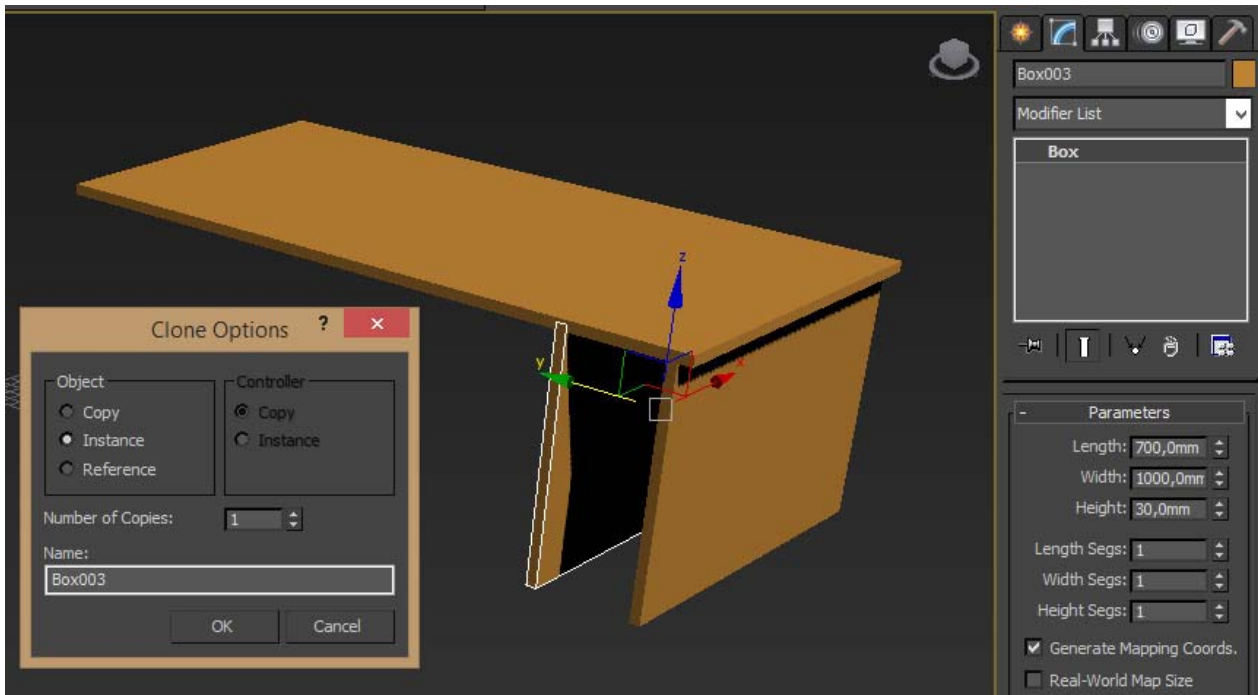 Box003
Modifier List
Box
z
y
x
Clone Options ? ×
Object
Copy
Instance
Reference
Controller
Copy
Instance
Number of Copies: 1
Name:
Box003
OK Cancel
- Parameters
Length: 700,0mm
Width: 1000,0mm
Height: 30,0mm
Length Segs: 1
Width Segs: 1
Height Segs: 1
Generate Mapping Coords.
Real-World Map Size